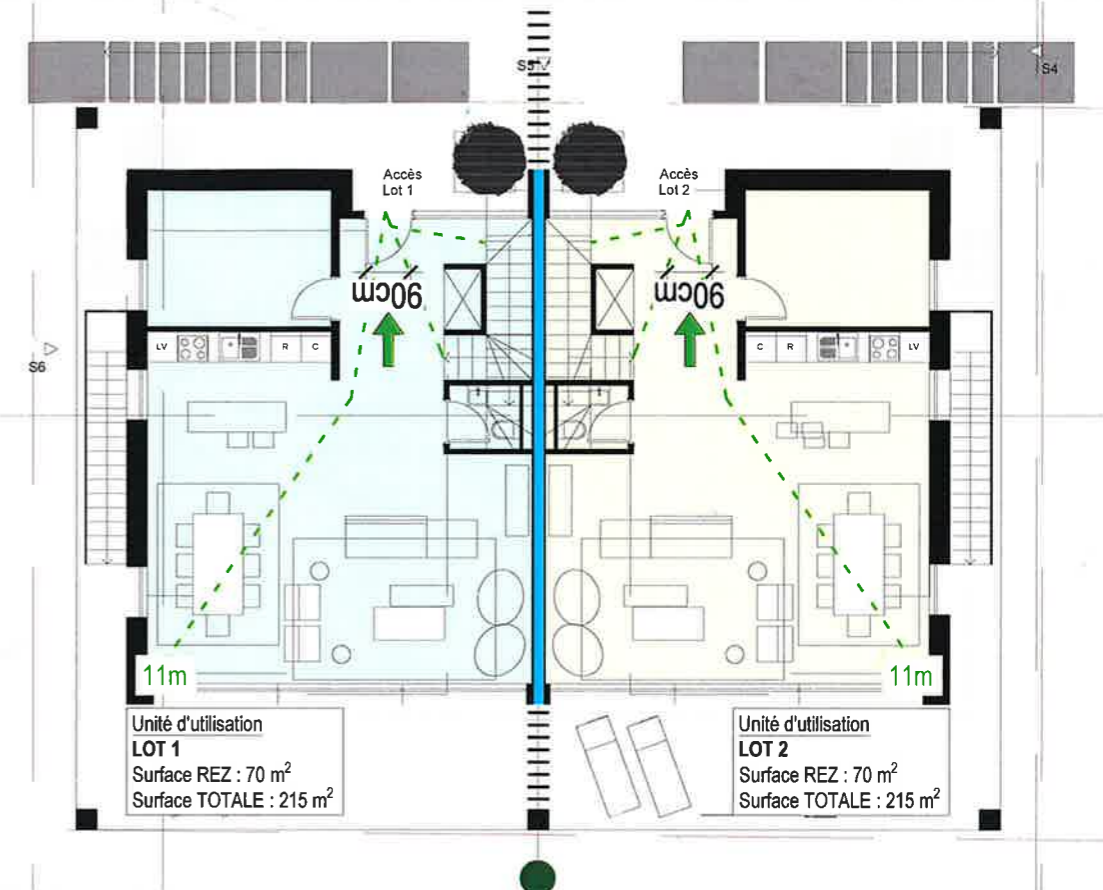 S5
S4
Accès
Lot 1
Accès
Lot 2
90cm
90cm
S6
LV
R
C
C
R
LV
11m
11m
Unité d'utilisation
LOT 1
Surface REZ : 70 m²
Surface TOTALE : 215 m²
Unité d'utilisation
LOT 2
Surface REZ : 70 m²
Surface TOTALE : 215 m²